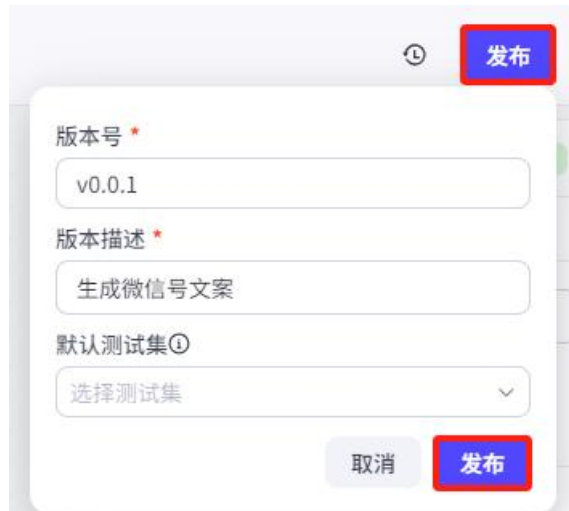 发布
版本号 *
v0.0.1
版本描述 *
生成微信号文案
默认测试集
选择测试集
取消
发布